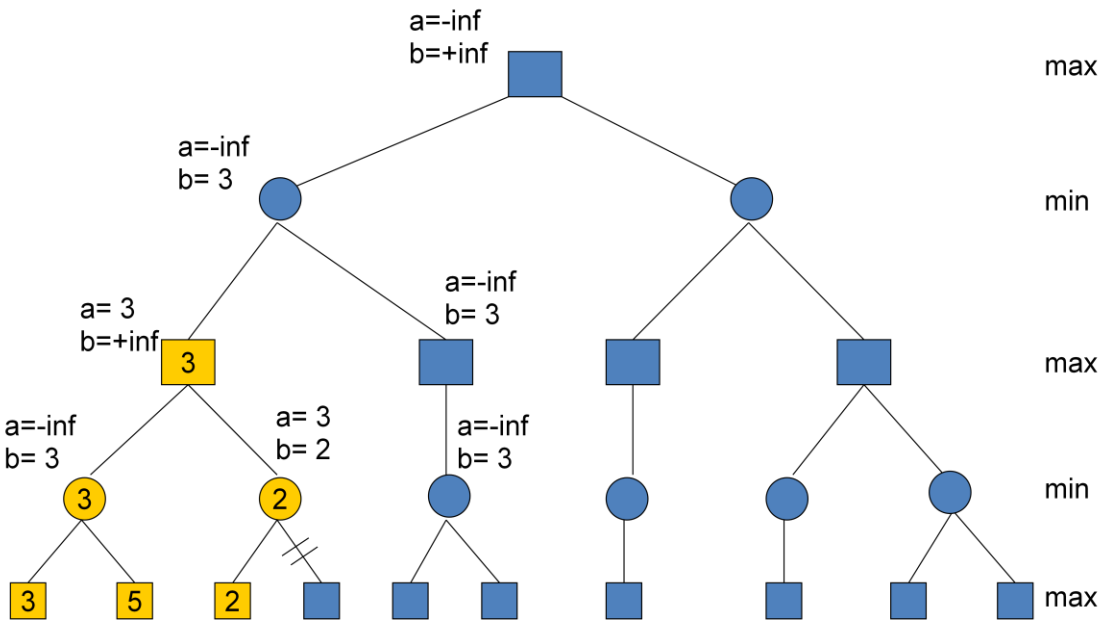 a=-inf
b=+inf
max
a=-inf
b= 3
min
a=-inf
b= 3
a= 3
b=+inf
3
max
a= 3
b= 2
a=-inf
b= 3
a=-inf
b= 3
3
2
min
3
5
2
max